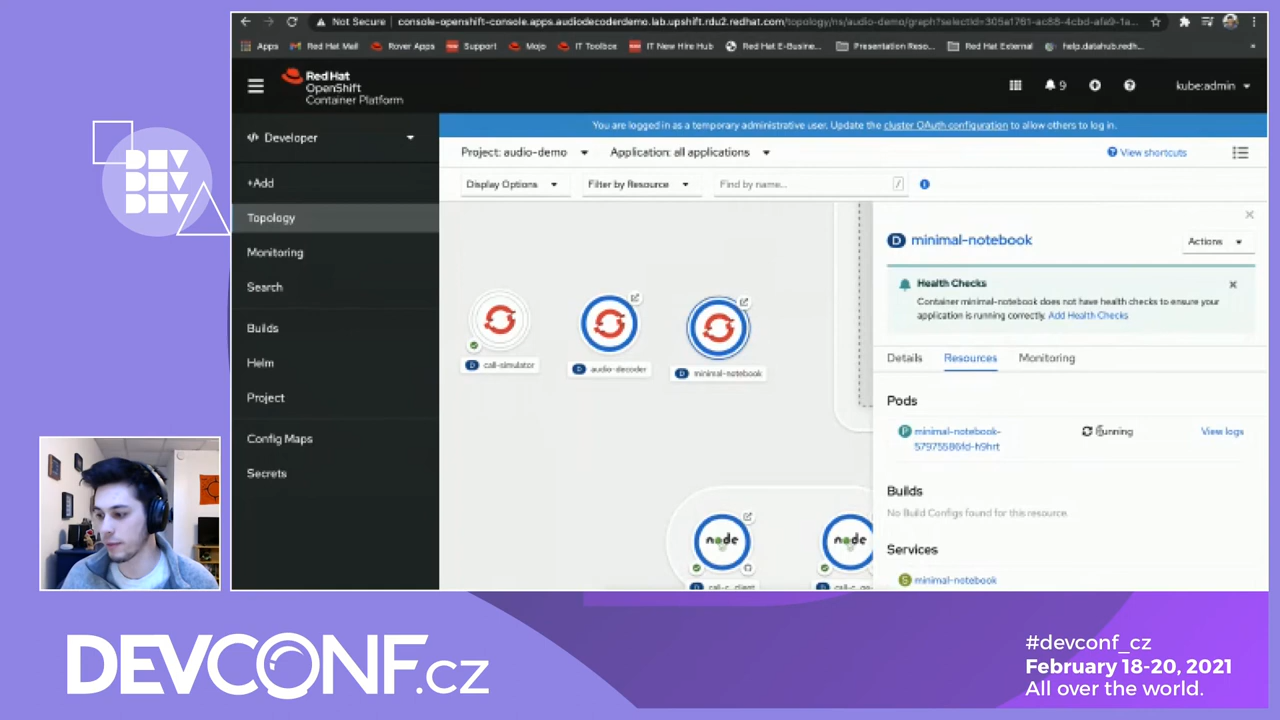 Not Secure | console-openshift-console.apps.audiodecoderdemo.lab.upshift.rdu2.redhat.com/topology/ns/audio-demo/graph?selectId=305a1761-ac88-4cbd-afa9-1a...
Apps Red Hat Mail Rover Apps Support Mojo IT Toolbox IT New Hire Hub Red Hat E-Busine... Presentation Reso... Red Hat External help.datahub.redh...
Red Hat
OpenShift
Container Platform
9
kube:admin
Developer
+Add
Topology
Monitoring
Search
Builds
Helm
Project
Config Maps
Secrets
You are logged in as a temporary administrative user. Update the cluster OAuth configuration to allow others to log in.
Project: audio-demo Application: all applications View shortcuts
Display Options Filter by Resource Find by name... /
D call-simulator
D audio-decoder
D minimal-notebook
node
node
D minimal-notebook
Actions
Health Checks
Container minimal-notebook does not have health checks to ensure your
application is running correctly. Add Health Checks
Details Resources Monitoring
Pods
P minimal-notebook-
57975586fd-h9hrt
Running View logs
Builds
No Build Configs found for this resource.
Services
S minimal-notebook
DEV
DEV
DEV
DEVCONF.cz
#devconf_cz
February 18-20, 2021
All over the world.